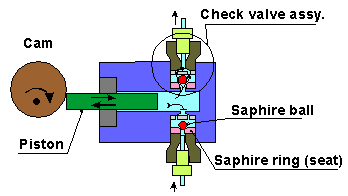 Check valve assy.
Cam
Saphire ball
Piston
Saphire ring (seat)